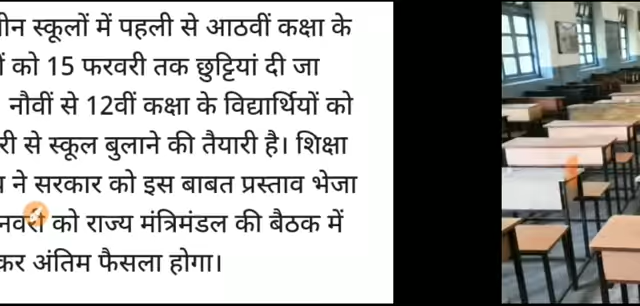 स्कूलों में पहली से आठवीं कक्षा के
को 15 फरवरी तक छुट्टियां दी जा
नौवीं से 12वीं कक्षा के विद्यार्थियों को
से स्कूल बुलाने की तैयारी है। शिक्षा
ने सरकार को इस बाबत प्रस्ताव भेजा
को राज्य मंत्रिमंडल की बैठक में
कर अंतिम फैसला होगा।